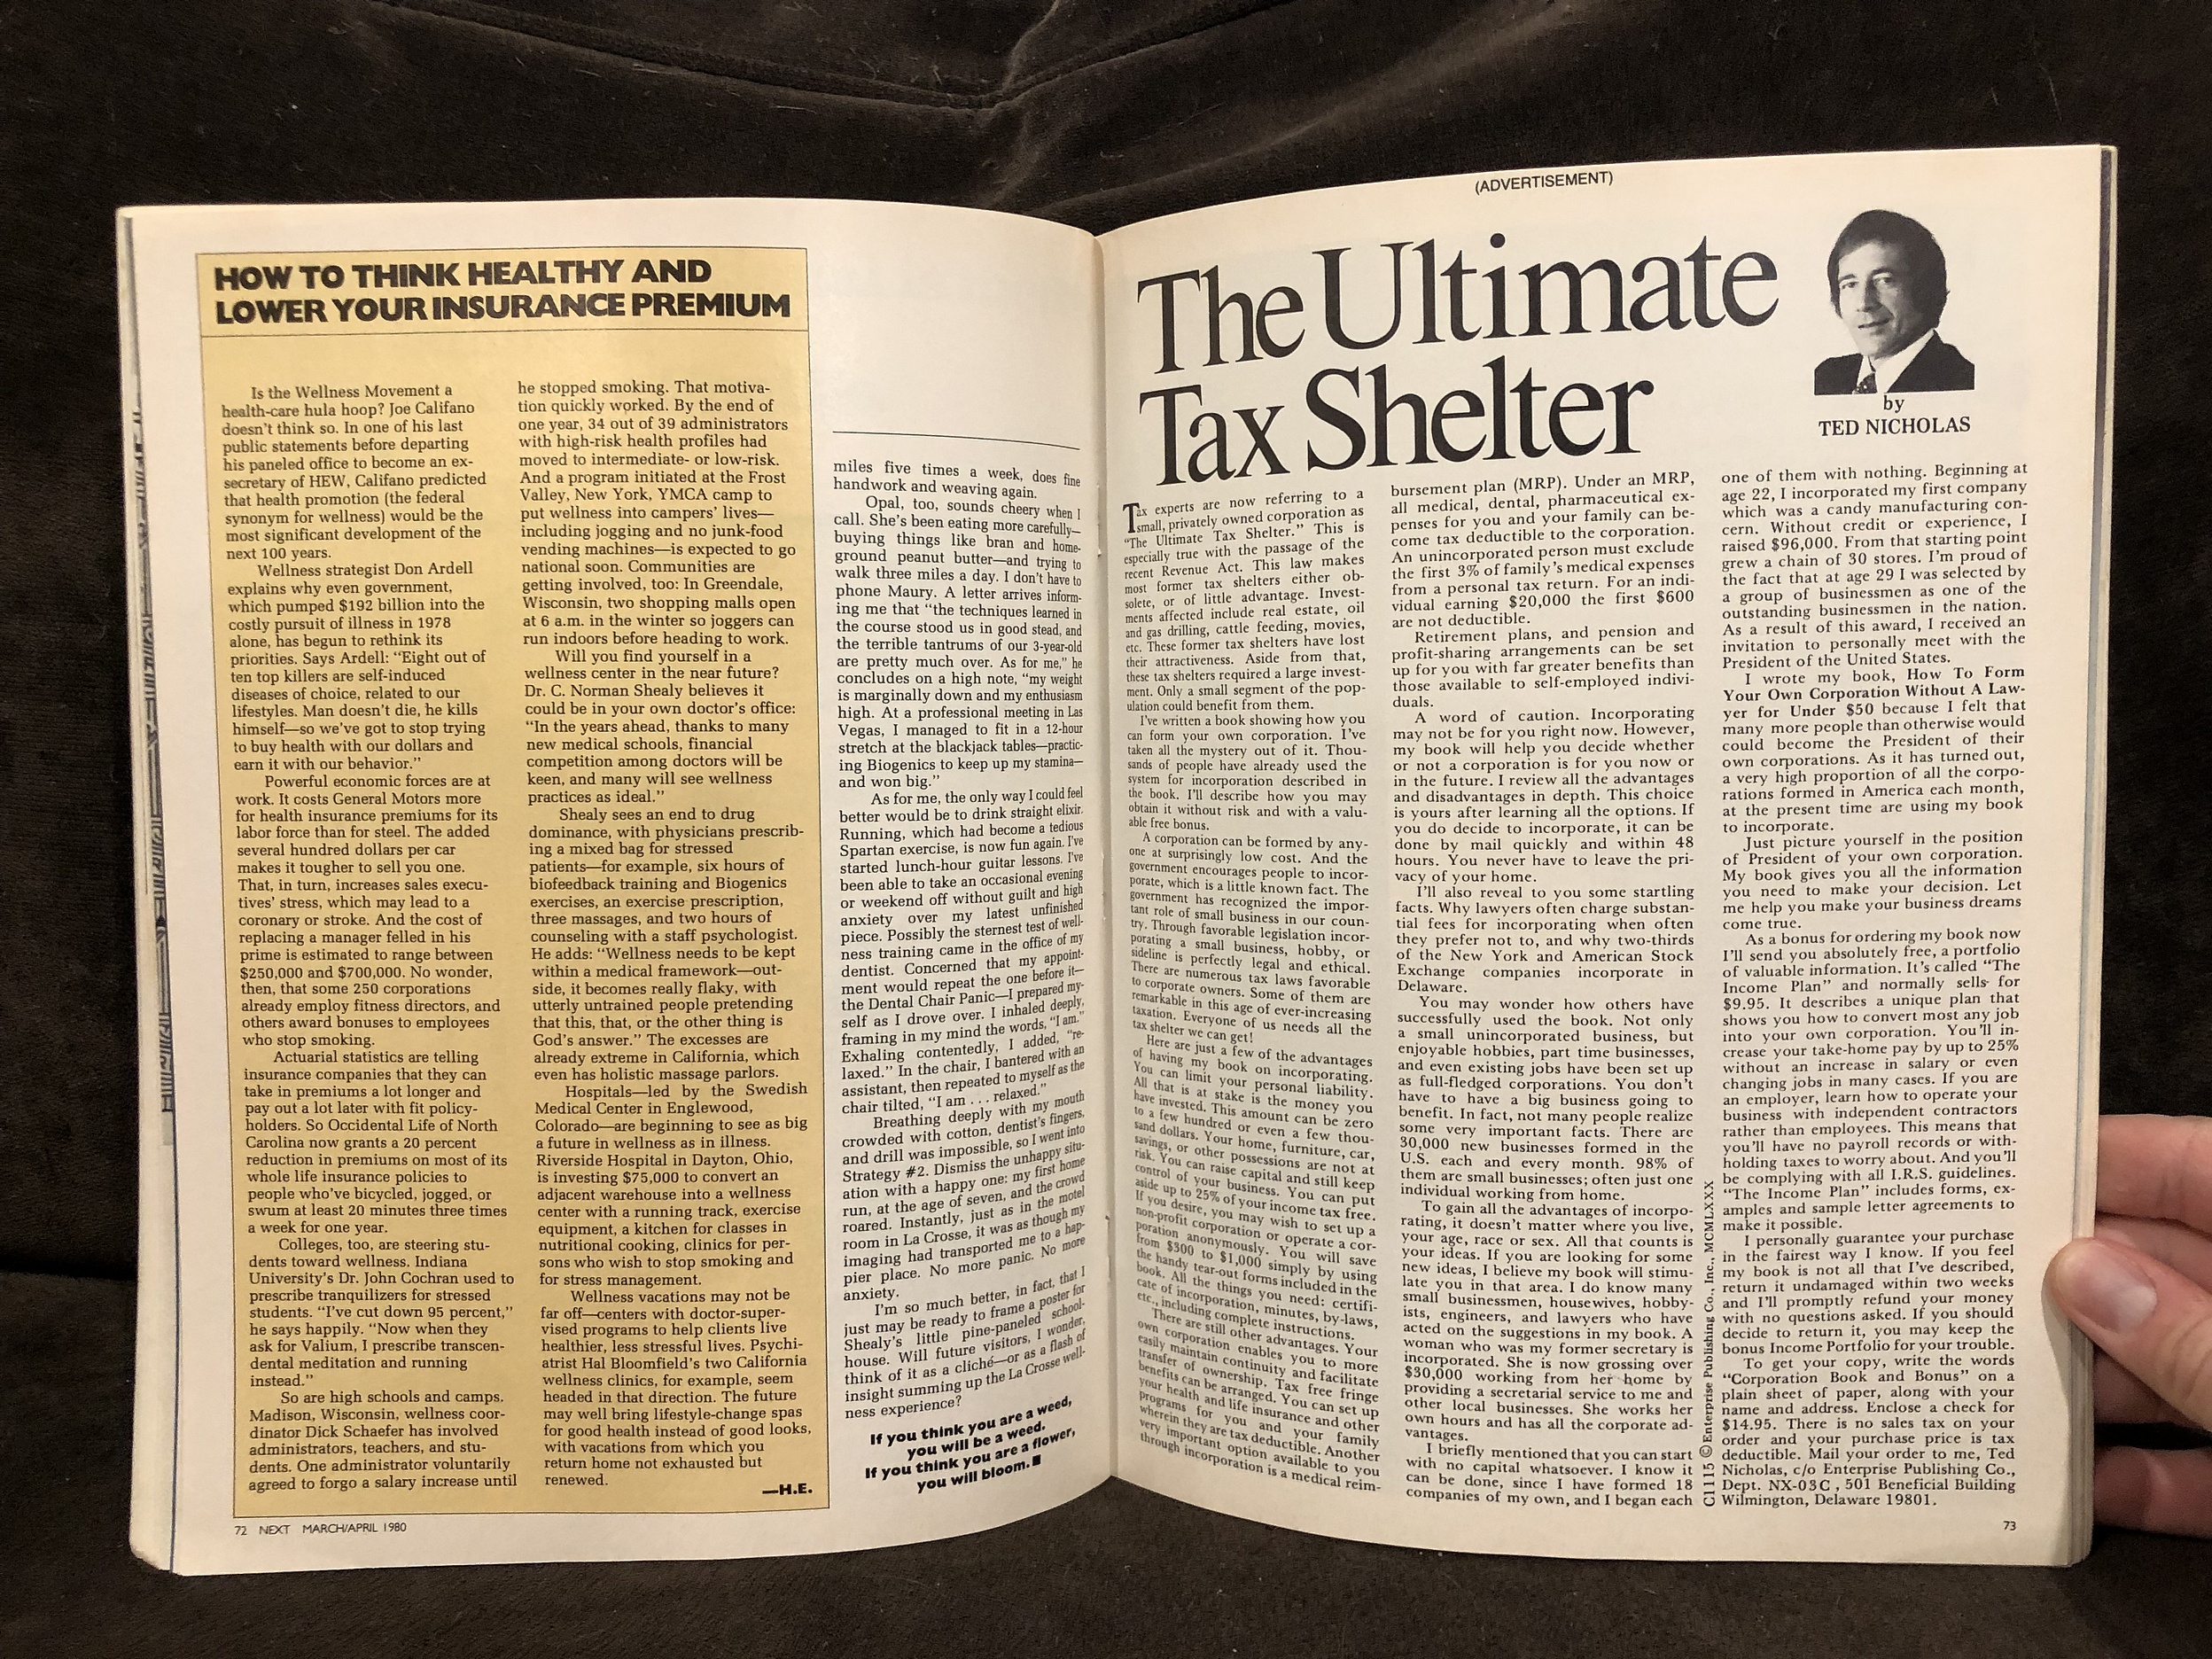 HOW TO THINK HEALTHY AND
LOWER YOUR INSURANCE PREMIUM
Is the Wellness Movement a
health-care hula hoop? Joe Califano
doesn't think so. In one of his last
public statements before departing
his paneled office to become an ex-
secretary of HEW, Califano predicted
that health promotion (the federal
synonym for wellness) would be the
most significant development of the
next 100 years.
Wellness strategist Don Ardell
explains why even government,
which pumped $192 billion into the
costly pursuit of illness in 1978
alone, has begun to rethink its
priorities. Says Ardell: “Eight out of
ten top killers are self-induced
diseases of choice, related to our
lifestyles. Man doesn't die, he kills
himself—so we've got to stop trying
to buy health with our dollars and
earn it with our behavior.”
Powerful economic forces are at
work. It costs General Motors more
for health insurance premiums for its
labor force than for steel. The added
several hundred dollars per car
makes it tougher to sell you one.
That, in turn, increases sales execu-
tives' stress, which may lead to a
coronary or stroke. And the cost of
replacing a manager felled in his
prime is estimated to range between
$250,000 and $700,000. No wonder,
then, that some 250 corporations
already employ fitness directors, and
others award bonuses to employees
who stop smoking.
Actuarial statistics are telling
insurance companies that they can
take in premiums a lot longer and
pay out a lot later with fit policy-
holders. So Occidental Life of North
Carolina now grants a 20 percent
reduction in premiums on most of its
whole life insurance policies to
people who've bicycled, jogged, or
swum at least 20 minutes three times
a week for one year.
Colleges, too, are steering stu-
dents toward wellness. Indiana
University's Dr. John Cochran used to
prescribe tranquilizers for stressed
students. “I've cut down 95 percent,”
he says happily. “Now when they
ask for Valium, I prescribe transcen-
dental meditation and running
instead.”
So are high schools and camps.
Madison, Wisconsin, wellness coor-
dinator Dick Schaefer has involved
administrators, teachers, and stu-
dents. One administrator voluntarily
agreed to forgo a salary increase until
he stopped smoking. That motiva-
tion quickly worked. By the end of
one year, 34 out of 39 administrators
with high-risk health profiles had
moved to intermediate- or low-risk.
And a program initiated at the Frost
Valley, New York, YMCA camp to
put wellness into campers' lives—
including jogging and no junk-food
vending machines—is expected to go
national soon. Communities are
getting involved, too: In Greendale,
Wisconsin, two shopping malls open
at 6 a.m. in the winter so joggers can
run indoors before heading to work.
Will you find yourself in a
wellness center in the near future?
Dr. C. Norman Shealy believes it
could be in your own doctor's office:
“In the years ahead, thanks to many
new medical schools, financial
competition among doctors will be
keen, and many will see wellness
practices as ideal.”
Shealy sees an end to drug
dominance, with physicians prescrib-
ing a mixed bag for stressed
patients—for example, six hours of
biofeedback training and Biogenics
exercises, an exercise prescription,
three massages, and two hours of
counseling with a staff psychologist.
He adds: “Wellness needs to be kept
within a medical framework—out-
side, it becomes really flaky, with
utterly untrained people pretending
that this, that, or the other thing is
God's answer.” The excesses are
already extreme in California, which
even has holistic massage parlors.
Hospitals—led by the Swedish
Medical Center in Englewood,
Colorado—are beginning to see as big
a future in wellness as in illness.
Riverside Hospital in Dayton, Ohio,
is investing $75,000 to convert an
adjacent warehouse into a wellness
center with a running track, exercise
equipment, a kitchen for classes in
nutritional cooking, clinics for per-
sons who wish to stop smoking and
for stress management.
Wellness vacations may not be
far off—centers with doctor-super-
vised programs to help clients live
healthier, less stressful lives. Psychi-
atrist Hal Bloomfield's two California
wellness clinics, for example, seem
headed in that direction. The future
may well bring lifestyle-change spas
for good health instead of good looks,
with vacations from which you
return home not exhausted but
renewed.
—H.E.
miles five times a week, does fine
handwork and weaving again.
Opal, too, sounds cheery when I
call. She's been eating more carefully—
buying things like bran and home-
ground peanut butter—and trying to
walk three miles a day. I don't have to
phone Maury. A letter arrives inform-
ing me that “the techniques learned in
the course stood us in good stead, and
the terrible tantrums of our 3-year-old
are pretty much over. As for me,” he
concludes on a high note, “my weight
is marginally down and my enthusiasm
high. At a professional meeting in Las
Vegas, I managed to fit in a 12-hour
stretch at the blackjack tables—practic-
ing Biogenics to keep up my stamina—
and won big.”
As for me, the only way I could feel
better would be to drink straight elixir.
Running, which had become a tedious
Spartan exercise, is now fun again. I've
started lunch-hour guitar lessons. I've
been able to take an occasional evening
or weekend off without guilt and high
anxiety over my latest unfinished
piece. Possibly the sternest test of well-
ness training came in the office of my
dentist. Concerned that my appoint-
ment would repeat the one before it—
the Dental Chair Panic—I prepared my-
self as I drove over. I inhaled deeply,
framing in my mind the words, “I am.”
Exhaling contentedly, I added, “re-
laxed.” In the chair, I bantered with an
assistant, then repeated to myself as the
chair tilted, “I am . . . relaxed.”
Breathing deeply with my mouth
crowded with cotton, dentist's fingers,
and drill was impossible, so I went into
Strategy #2. Dismiss the unhappy situ-
ation with a happy one: my first home
run, at the age of seven, and the crowd
roared. Instantly, just as in the motel
room in La Crosse, it was as though my
imaging had transported me to a hap-
pier place. No more panic. No more
anxiety.
I'm so much better, in fact, that I
just may be ready to frame a poster for
Shealy's little pine-paneled school-
house. Will future visitors, I wonder,
think of it as a cliché—or as a flash of
insight summing up the La Crosse well-
ness experience?
If you think you are a weed,
you will be a weed.
If you think you are a flower,
you will bloom.■
72 NEXT MARCH/APRIL 1980
(ADVERTISEMENT)
The Ultimate
Tax Shelter
by
TED NICHOLAS
Tax experts are now referring to a
small, privately owned corporation as
“The Ultimate Tax Shelter.” This is
especially true with the passage of the
recent Revenue Act. This law makes
most former tax shelters either ob-
solete, or of little advantage. Invest-
ments affected include real estate, oil
and gas drilling, cattle feeding, movies,
etc. These former tax shelters have lost
their attractiveness. Aside from that,
these tax shelters required a large invest-
ment. Only a small segment of the pop-
ulation could benefit from them.
I've written a book showing how you
can form your own corporation. I've
taken all the mystery out of it. Thou-
sands of people have already used the
system for incorporation described in
the book. I'll describe how you may
obtain it without risk and with a valu-
able free bonus.
A corporation can be formed by any-
one at surprisingly low cost. And the
government encourages people to incor-
porate, which is a little known fact. The
government has recognized the impor-
tant role of small business in our coun-
try. Through favorable legislation incor-
porating a small business, hobby, or
sideline is perfectly legal and ethical.
There are numerous tax laws favorable
to corporate owners. Some of them are
remarkable in this age of ever-increasing
taxation. Everyone of us needs all the
tax shelter we can get!
Here are just a few of the advantages
of having my book on incorporating.
You can limit your personal liability.
All that is at stake is the money you
have invested. This amount can be zero
to a few hundred or even a few thou-
sand dollars. Your home, furniture, car,
savings, or other possessions are not at
risk. You can raise capital and still keep
control of your business. You can put
aside up to 25% of your income tax free.
If you desire, you may wish to set up a
non-profit corporation or operate a cor-
poration anonymously. You will save
from $300 to $1,000 simply by using
the handy tear-out forms included in the
book. All the things you need: certifi-
cate of incorporation, minutes, by-laws,
etc., including complete instructions.
There are still other advantages. Your
own corporation enables you to more
easily maintain continuity and facilitate
transfer of ownership. Tax free fringe
benefits can be arranged. You can set up
your health and life insurance and other
programs for you and your family
wherein they are tax deductible. Another
very important option available to you
through incorporation is a medical reim-
bursement plan (MRP). Under an MRP,
all medical, dental, pharmaceutical ex-
penses for you and your family can be-
come tax deductible to the corporation.
An unincorporated person must exclude
the first 3% of family's medical expenses
from a personal tax return. For an indi-
vidual earning $20,000 the first $600
are not deductible.
Retirement plans, and pension and
profit-sharing arrangements can be set
up for you with far greater benefits than
those available to self-employed indivi-
duals.
A word of caution. Incorporating
may not be for you right now. However,
my book will help you decide whether
or not a corporation is for you now or
in the future. I review all the advantages
and disadvantages in depth. This choice
is yours after learning all the options. If
you do decide to incorporate, it can be
done by mail quickly and within 48
hours. You never have to leave the pri-
vacy of your home.
I'll also reveal to you some startling
facts. Why lawyers often charge substan-
tial fees for incorporating when often
they prefer not to, and why two-thirds
of the New York and American Stock
Exchange companies incorporate in
Delaware.
You may wonder how others have
successfully used the book. Not only
a small unincorporated business, but
enjoyable hobbies, part time businesses,
and even existing jobs have been set up
as full-fledged corporations. You don't
have to have a big business going to
benefit. In fact, not many people realize
some very important facts. There are
30,000 new businesses formed in the
U.S. each and every month. 98% of
them are small businesses; often just one
individual working from home.
To gain all the advantages of incorpo-
rating, it doesn't matter where you live,
your age, race or sex. All that counts is
your ideas. If you are looking for some
new ideas, I believe my book will stimu-
late you in that area. I do know many
small businessmen, housewives, hobby-
ists, engineers, and lawyers who have
acted on the suggestions in my book. A
woman who was my former secretary is
incorporated. She is now grossing over
$30,000 working from her home by
providing a secretarial service to me and
other local businesses. She works her
own hours and has all the corporate ad-
vantages.
I briefly mentioned that you can start
with no capital whatsoever. I know it
can be done, since I have formed 18
companies of my own, and I began each
one of them with nothing. Beginning at
age 22, I incorporated my first company
which was a candy manufacturing con-
cern. Without credit or experience, I
raised $96,000. From that starting point
grew a chain of 30 stores. I'm proud of
the fact that at age 29 I was selected by
a group of businessmen as one of the
outstanding businessmen in the nation.
As a result of this award, I received an
invitation to personally meet with the
President of the United States.
I wrote my book, How To Form
Your Own Corporation Without A Law-
yer for Under $50 because I felt that
many more people than otherwise would
could become the President of their
own corporations. As it has turned out,
a very high proportion of all the corpo-
rations formed in America each month,
at the present time are using my book
to incorporate.
Just picture yourself in the position
of President of your own corporation.
My book gives you all the information
you need to make your decision. Let
me help you make your business dreams
come true.
As a bonus for ordering my book now
I'll send you absolutely free, a portfolio
of valuable information. It's called “The
Income Plan” and normally sells for
$9.95. It describes a unique plan that
shows you how to convert most any job
into your own corporation. You'll in-
crease your take-home pay by up to 25%
without an increase in salary or even
changing jobs in many cases. If you are
an employer, learn how to operate your
business with independent contractors
rather than employees. This means that
you'll have no payroll records or with-
holding taxes to worry about. And you'll
be complying with all I.R.S. guidelines.
“The Income Plan” includes forms, ex-
amples and sample letter agreements to
make it possible.
I personally guarantee your purchase
in the fairest way I know. If you feel
my book is not all that I've described,
return it undamaged within two weeks
and I'll promptly refund your money
with no questions asked. If you should
decide to return it, you may keep the
bonus Income Portfolio for your trouble.
To get your copy, write the words
“Corporation Book and Bonus” on a
plain sheet of paper, along with your
name and address. Enclose a check for
$14.95. There is no sales tax on your
order and your purchase price is tax
deductible. Mail your order to me, Ted
Nicholas, c/o Enterprise Publishing Co.,
Dept. NX-03C, 501 Beneficial Building
Wilmington, Delaware 19801.
C1115 © Enterprise Publishing Co., Inc., MCMLXXX
73